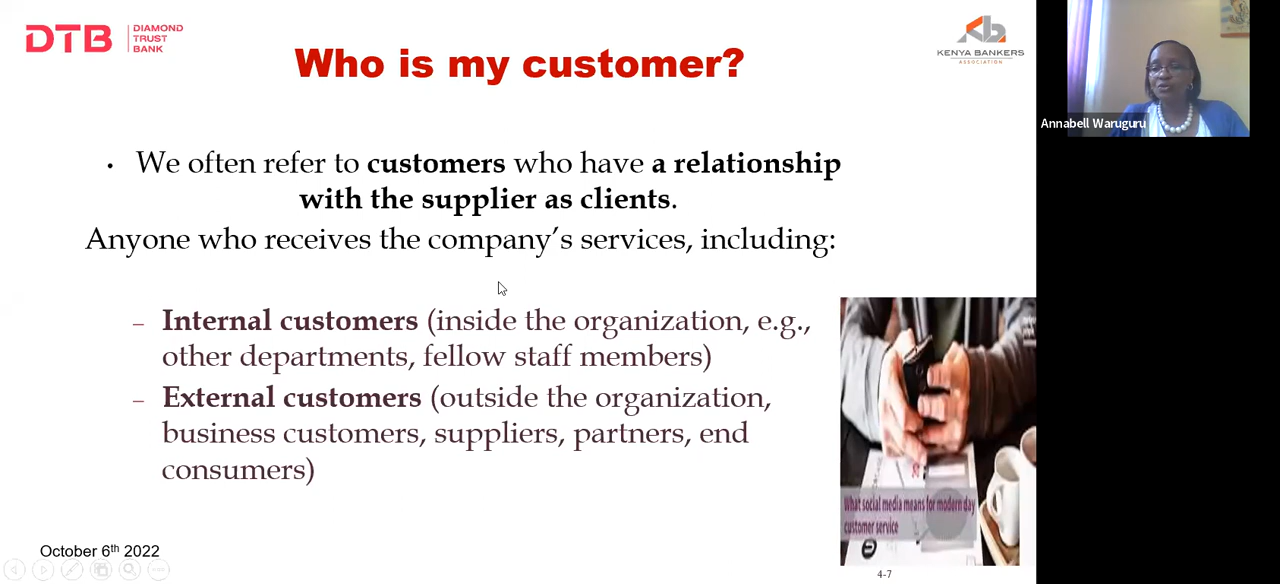 DTB
DIAMOND
TRUST
BANK
Who is my customer?
KENYA BANKERS
ASSOCIATION
Annabell Waruguru
• We often refer to customers who have a relationship
with the supplier as clients.
Anyone who receives the company’s services, including:
– Internal customers (inside the organization, e.g.,
other departments, fellow staff members)
– External customers (outside the organization,
business customers, suppliers, partners, end
consumers)
What social media means for modern day
customer service
October 6th 2022
4-7